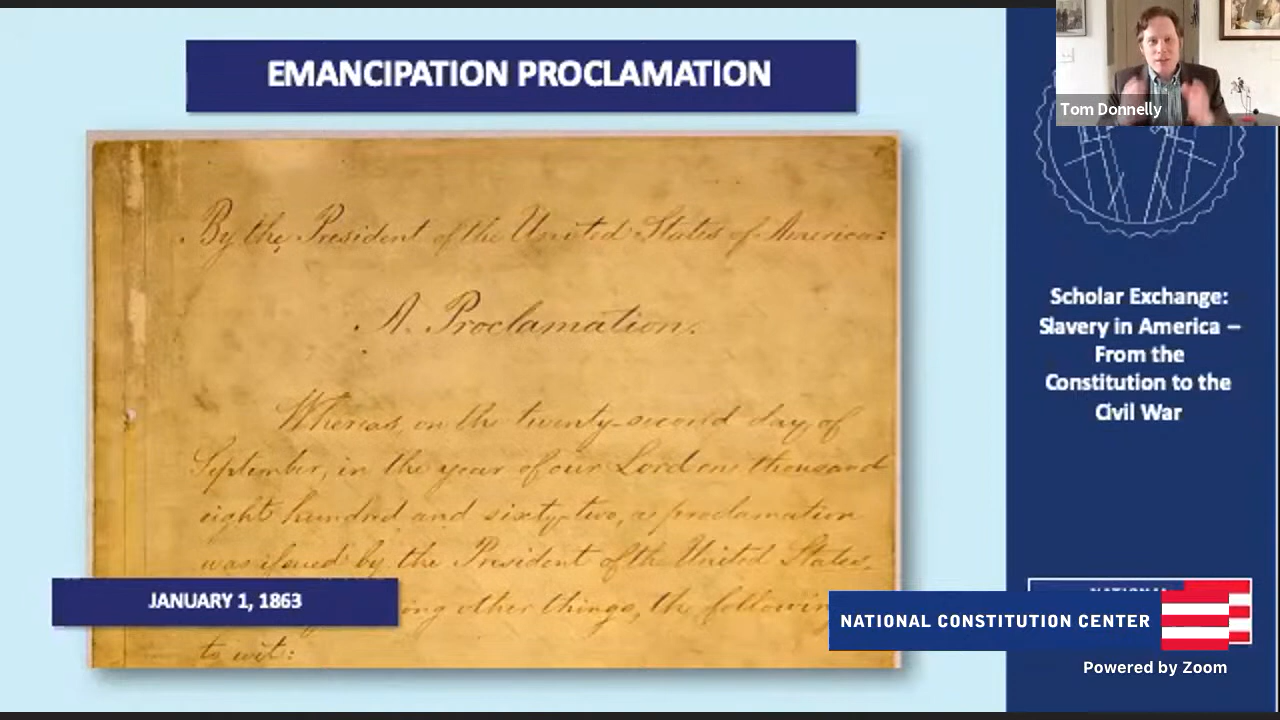 EMANCIPATION PROCLAMATION
By the President of the United States of America:
A Proclamation.
Whereas, on the twenty-second day of
September, in the year of our Lord one thousand
eight hundred and sixty-two, a proclamation
was issued by the President of the United States,
other things, the following
to wit:
JANUARY 1, 1863
Tom Donnelly
Scholar Exchange:
Slavery in America –
From the
Constitution to the
Civil War
NATIONAL
NATIONAL CONSTITUTION CENTER
Powered by Zoom